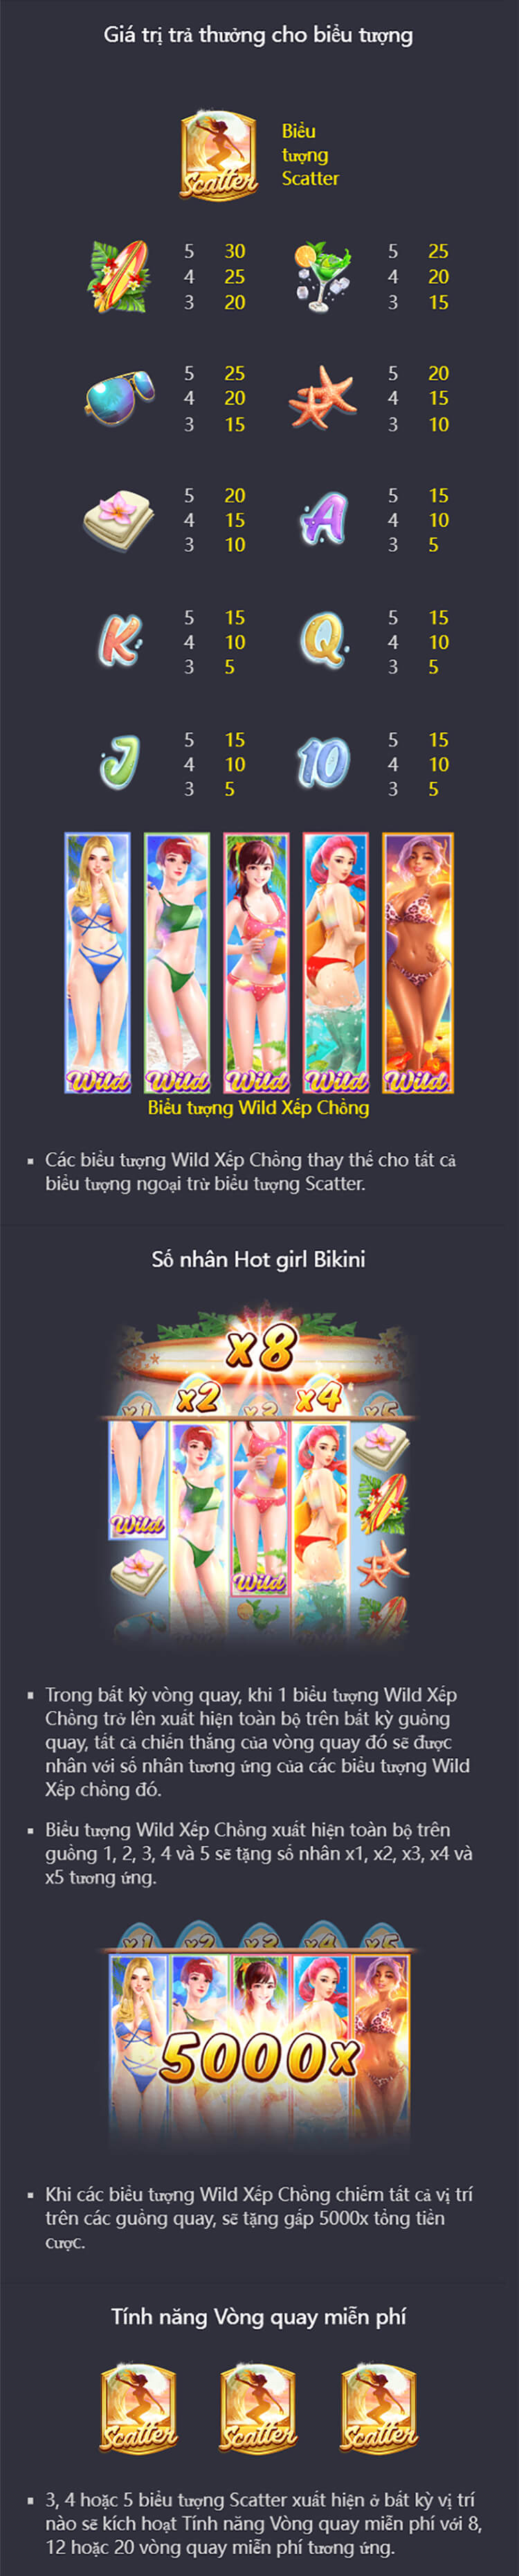 Giá trị trả thưởng cho biểu tượng
Scatter
Biểu
tượng
Scatter
5 30
4 25
3 20
5 25
4 20
3 15
5 25
4 20
3 15
5 20
4 15
3 10
5 20
4 15
3 10
A
5 15
4 10
3 5
K
5 15
4 10
3 5
Q
5 15
4 10
3 5
J
5 15
4 10
3 5
10
5 15
4 10
3 5
Wild Wild Wild Wild Wild
Biểu tượng Wild Xếp Chồng
Các biểu tượng Wild Xếp Chồng thay thế cho tất cả
biểu tượng ngoại trừ biểu tượng Scatter.
Số nhân Hot girl Bikini
x8
x1 x2 x3 x4 x5
Wild
Wild
Trong bất kỳ vòng quay, khi 1 biểu tượng Wild Xếp
Chồng trở lên xuất hiện toàn bộ trên bất kỳ guồng
quay, tất cả chiến thắng của vòng quay đó sẽ được
nhân với số nhân tương ứng của các biểu tượng Wild
Xếp chồng đó.
Biểu tượng Wild Xếp Chồng xuất hiện toàn bộ trên
guồng 1, 2, 3, 4 và 5 sẽ tặng số nhân x1, x2, x3, x4 và
x5 tương ứng.
x1 x2 x3 x4 x5
5000x
Khi các biểu tượng Wild Xếp Chồng chiếm tất cả vị trí
trên các guồng quay, sẽ tặng gấp 5000x tổng tiền
cược.
Tính năng Vòng quay miễn phí
Scatter Scatter Scatter
3, 4 hoặc 5 biểu tượng Scatter xuất hiện ở bất kỳ vị trí
nào sẽ kích hoạt Tính năng Vòng quay miễn phí với 8,
12 hoặc 20 vòng quay miễn phí tương ứng.